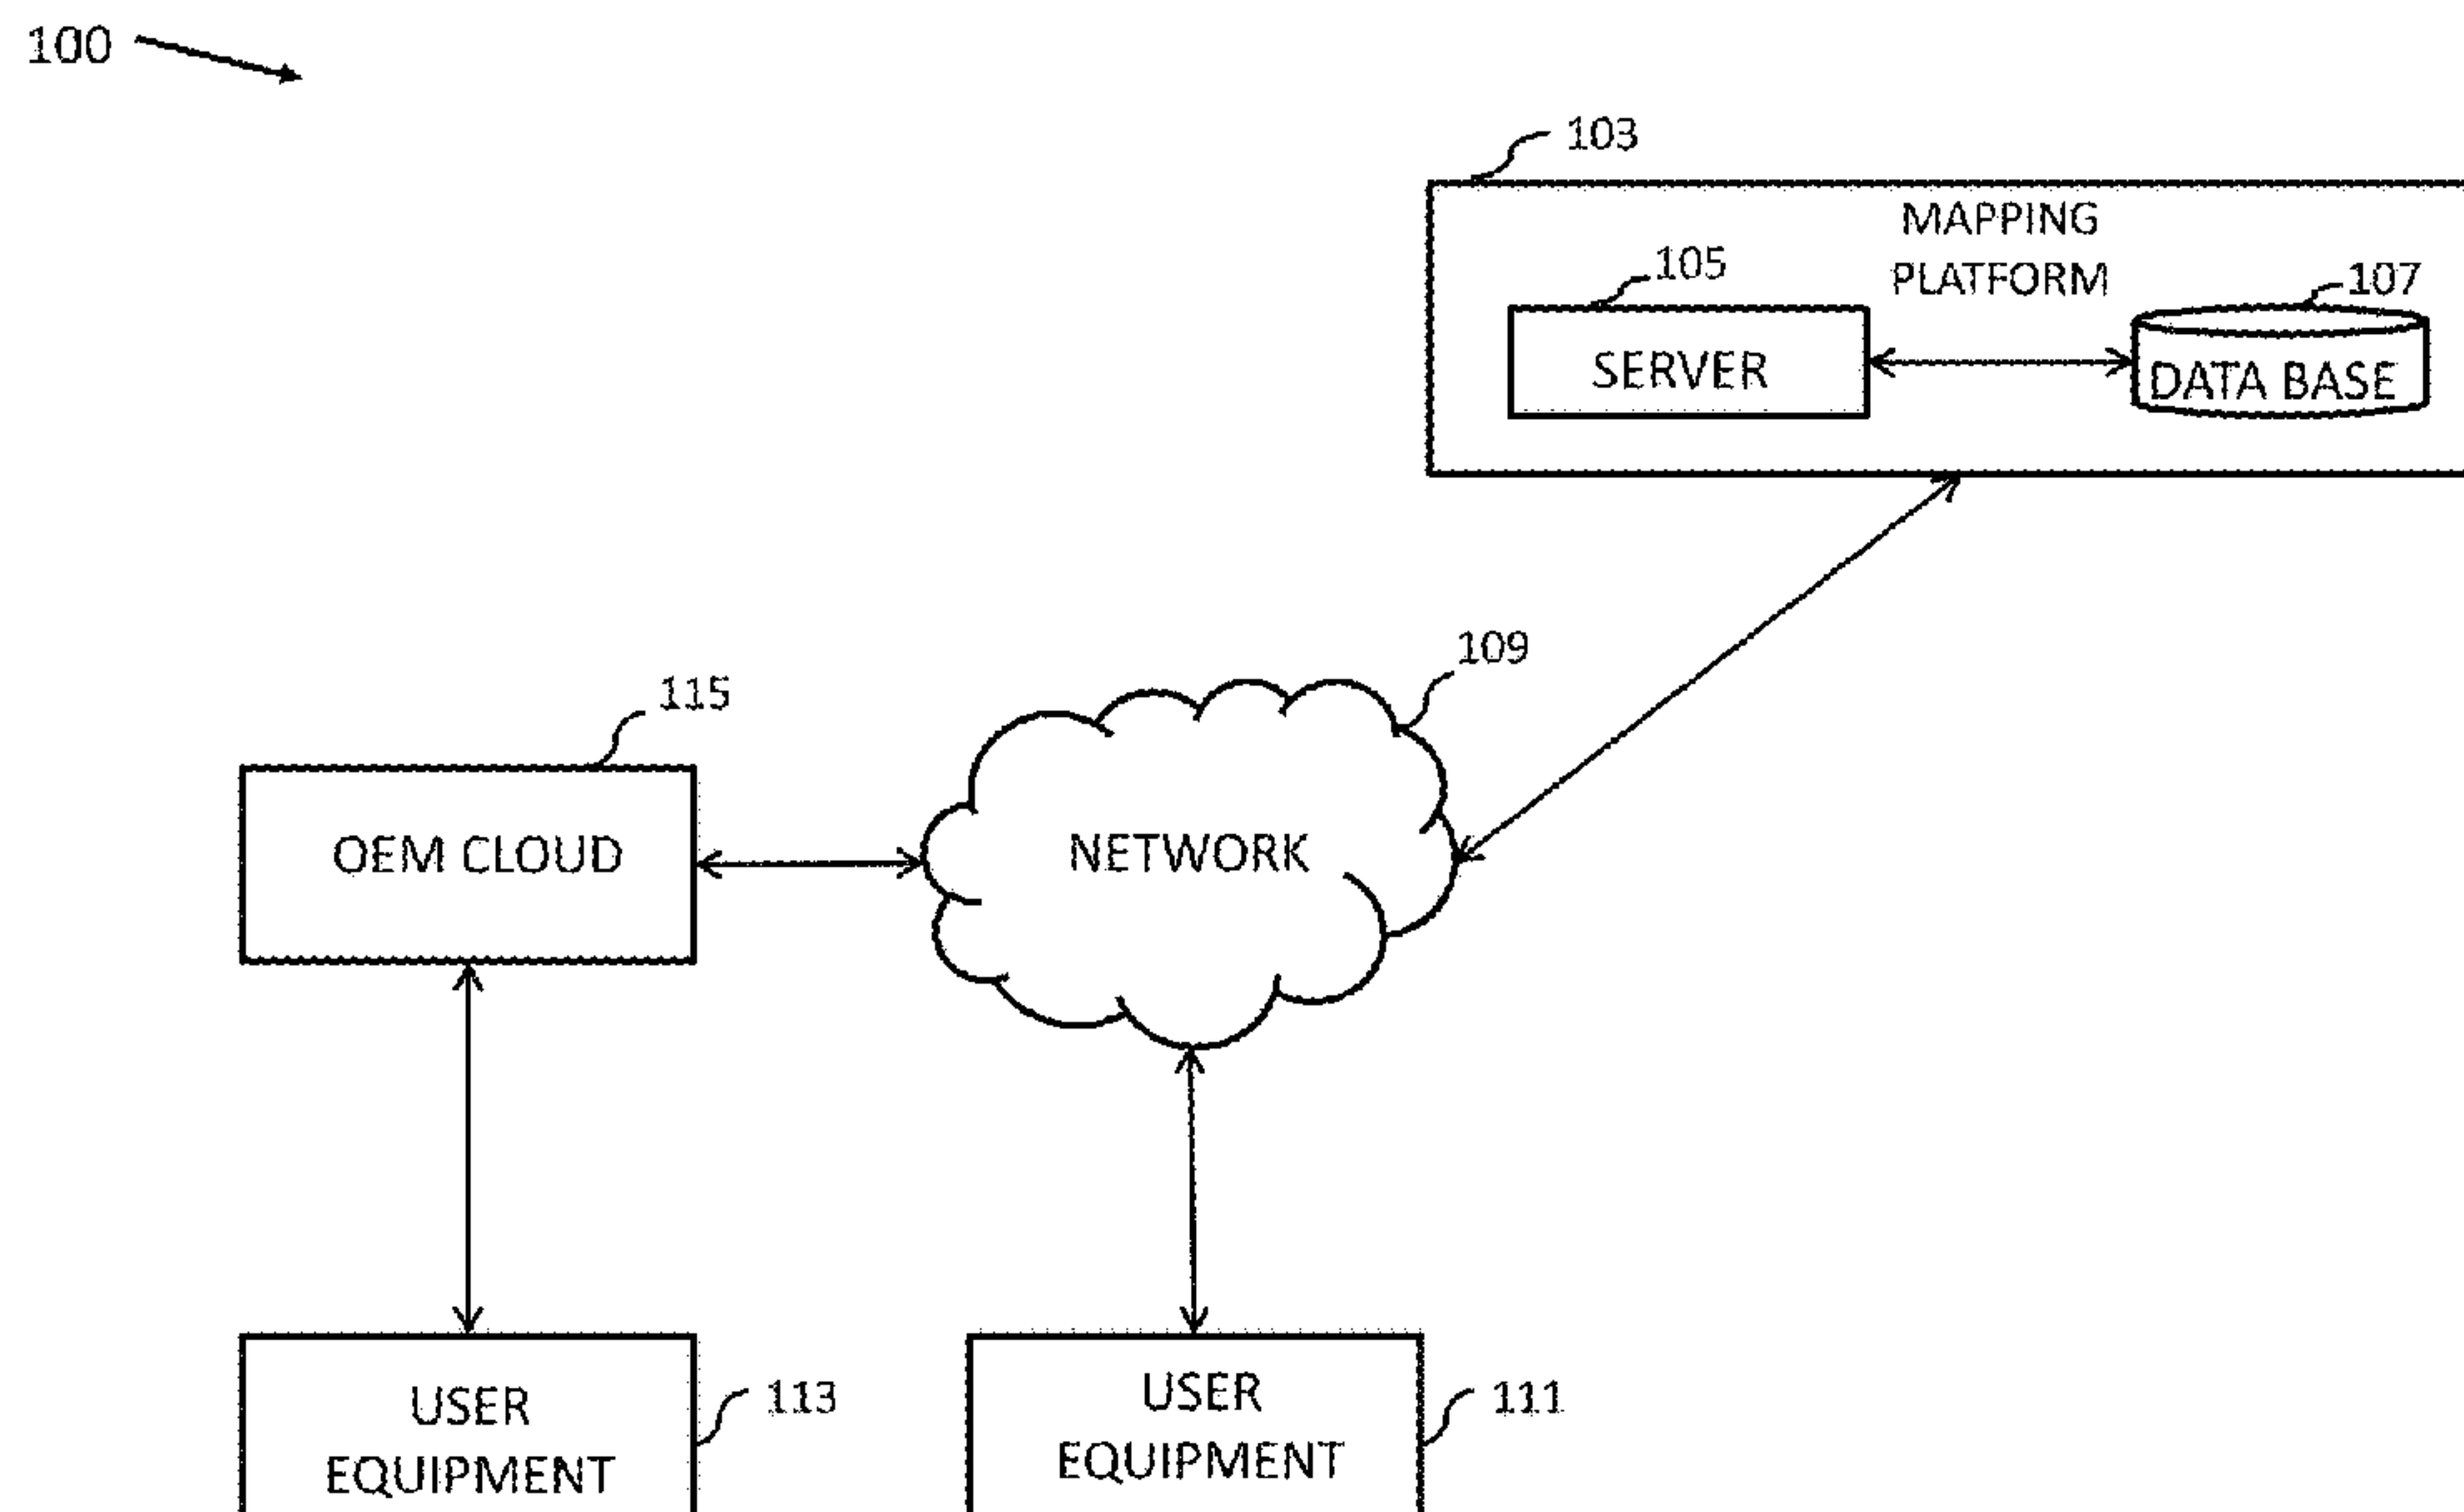 100
103
MAPPING
PLATFORM
105
107
SERVER
DATA BASE
109
115
OEM CLOUD
NETWORK
USER
EQUIPMENT
113
USER
EQUIPMENT
111